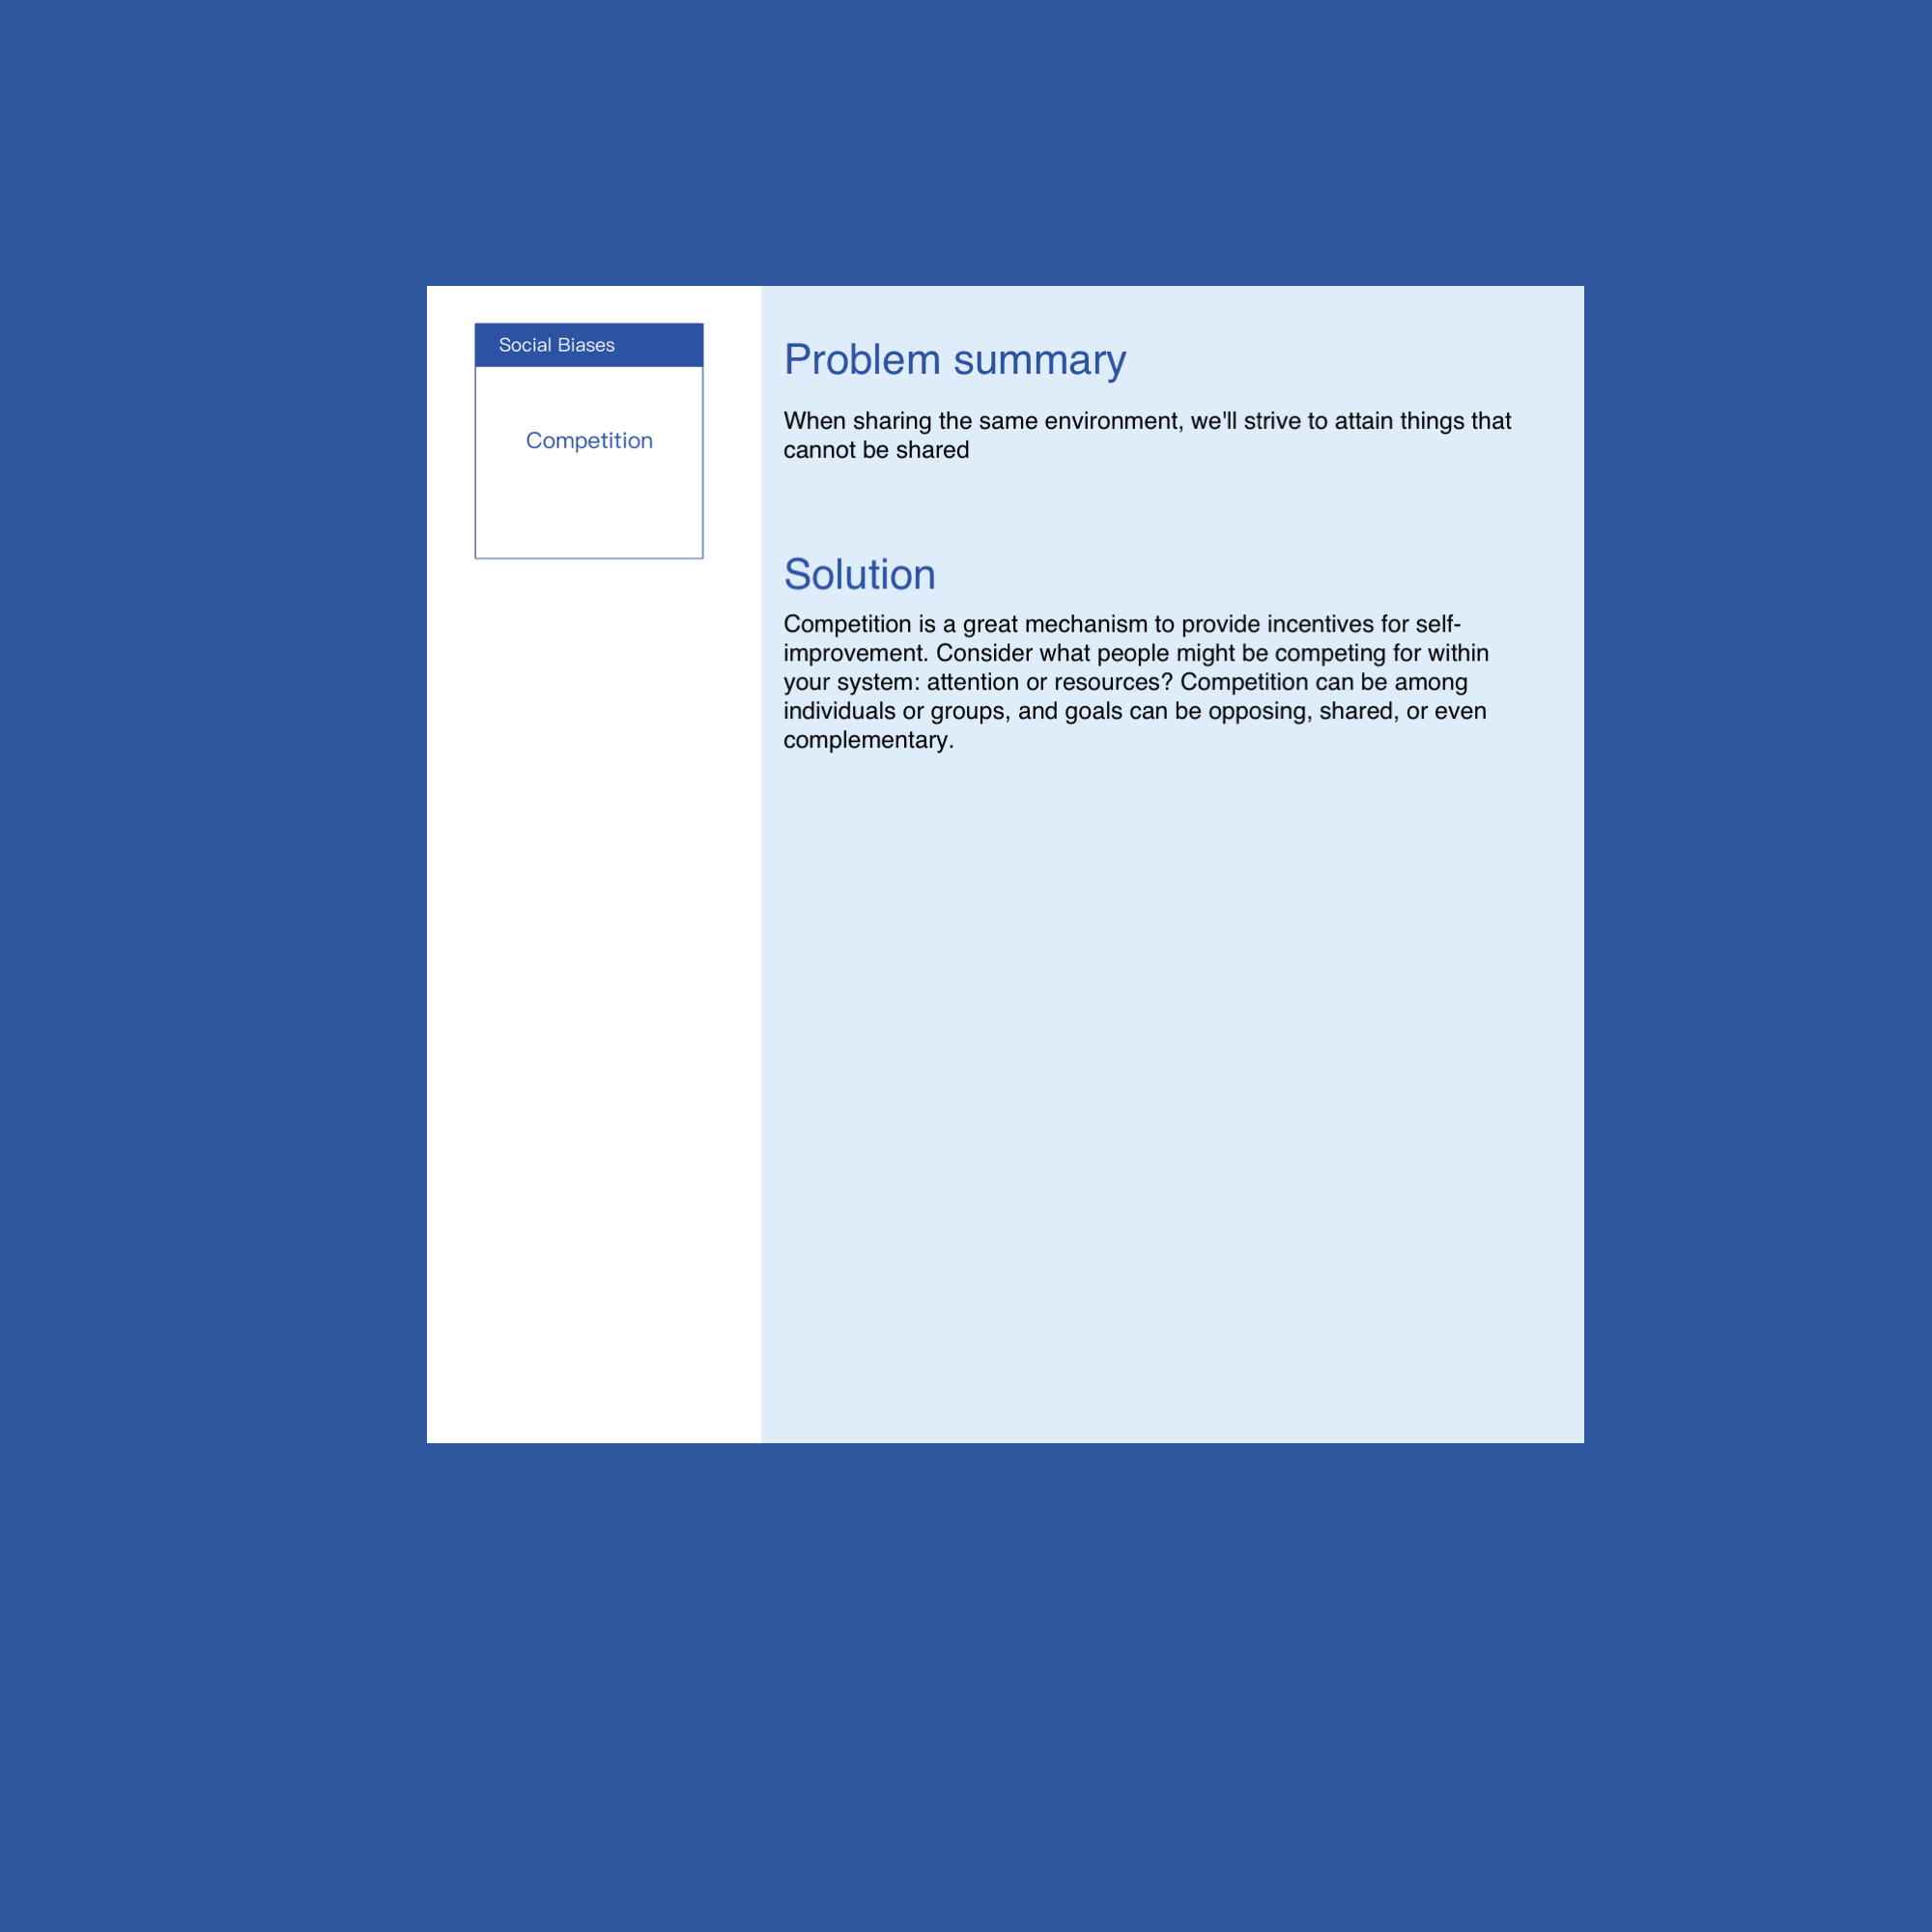 Social Biases
Competition
Problem summary
When sharing the same environment, we'll strive to attain things that
cannot be shared
Solution
Competition is a great mechanism to provide incentives for self-
improvement. Consider what people might be competing for within
your system: attention or resources? Competition can be among
individuals or groups, and goals can be opposing, shared, or even
complementary.